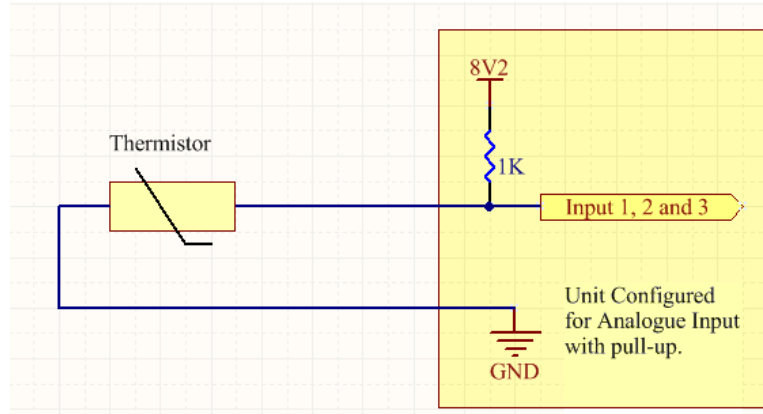 8V2
Thermistor
1K
Input 1, 2 and 3
Unit Configured
for Analogue Input
with pull-up.
GND